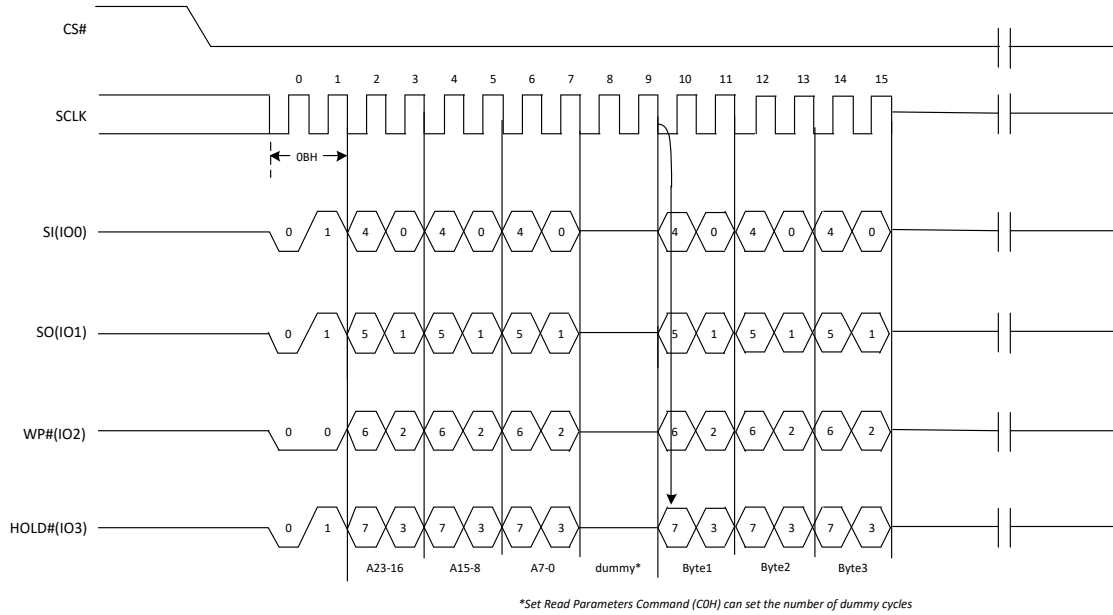 CS#
0 1 2 3 4 5 6 7 8 9 10 11 12 13 14 15
SCLK
0BH
SI(IO0) 0 1 4 0 4 0 4 0 4 0 4 0 4 0
SO(IO1) 0 1 5 1 5 1 5 1 5 1 5 1 5 1
WP#(IO2) 0 0 6 2 6 2 6 2 6 2 6 2 6 2
HOLD#(IO3) 0 1 7 3 7 3 7 3 7 3 7 3 7 3
A23-16 A15-8 A7-0 dummy* Byte1 Byte2 Byte3
*Set Read Parameters Command (C0H) can set the number of dummy cycles